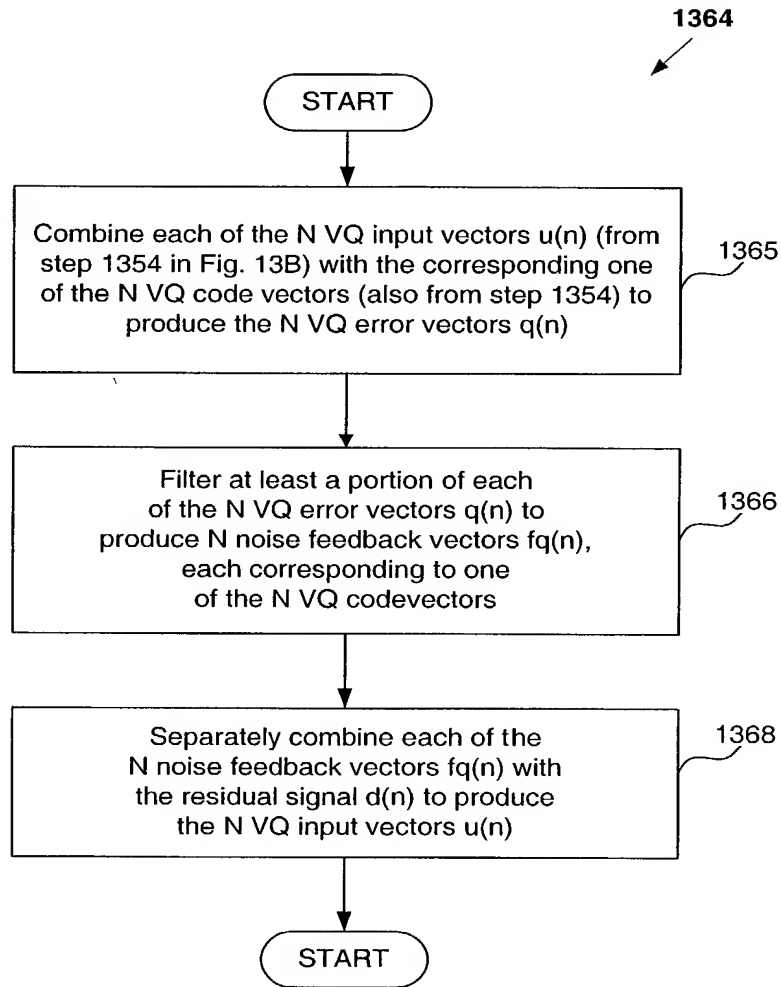 1364
START
Combine each of the N VQ input vectors u(n) (from
step 1354 in Fig. 13B) with the corresponding one
of the N VQ code vectors (also from step 1354) to
produce the N VQ error vectors q(n)
1365
Filter at least a portion of each
of the N VQ error vectors q(n) to
produce N noise feedback vectors fq(n),
each corresponding to one
of the N VQ codevectors
1366
Separately combine each of the
N noise feedback vectors fq(n) with
the residual signal d(n) to produce
the N VQ input vectors u(n)
1368
START